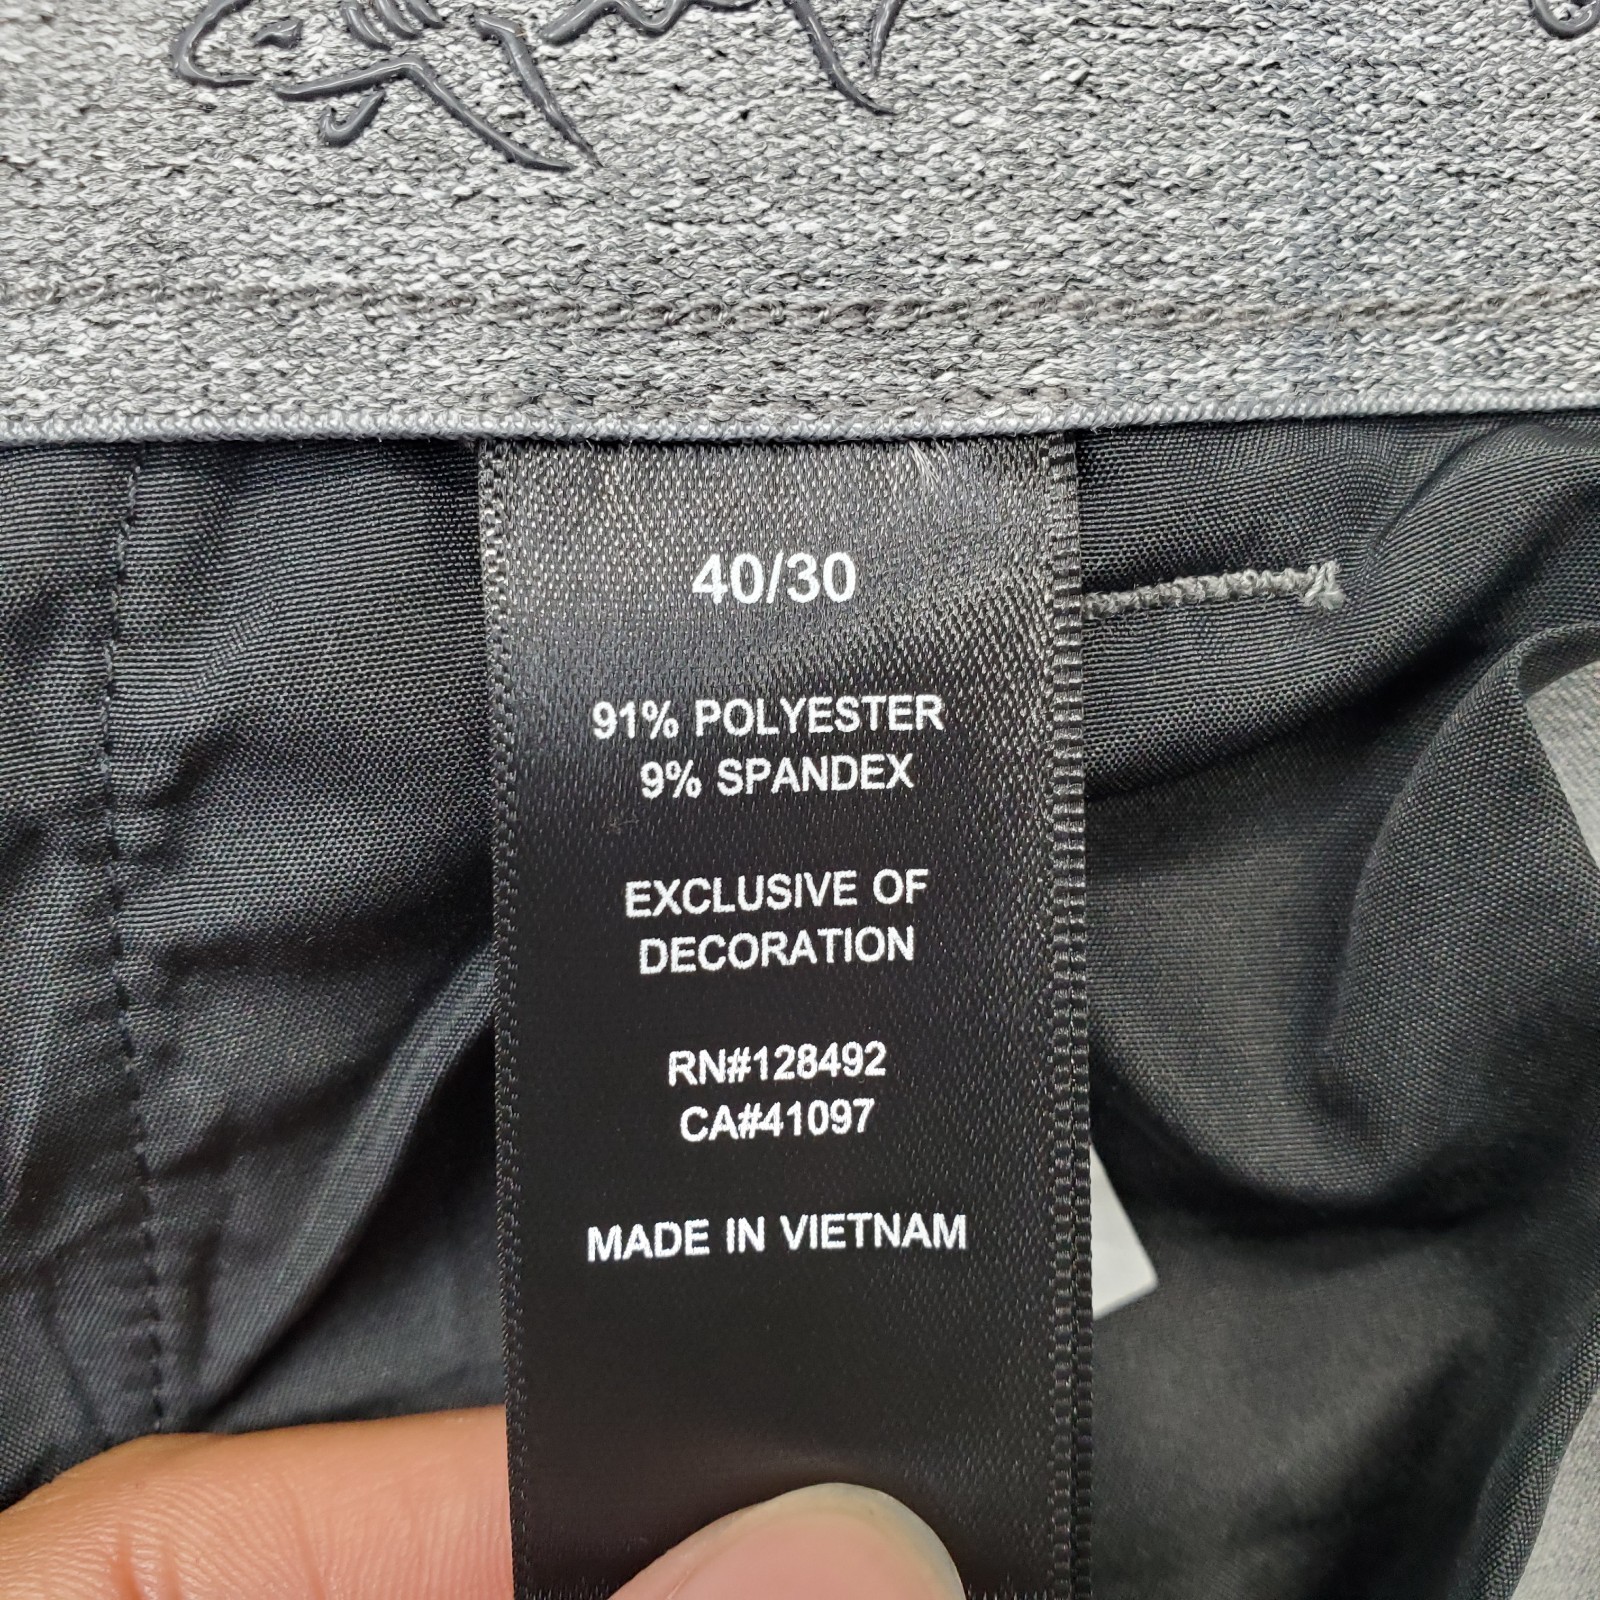 40/30
91% POLYESTER
9% SPANDEX
EXCLUSIVE OF
DECORATION
RN#128492
CA#41097
MADE IN VIETNAM